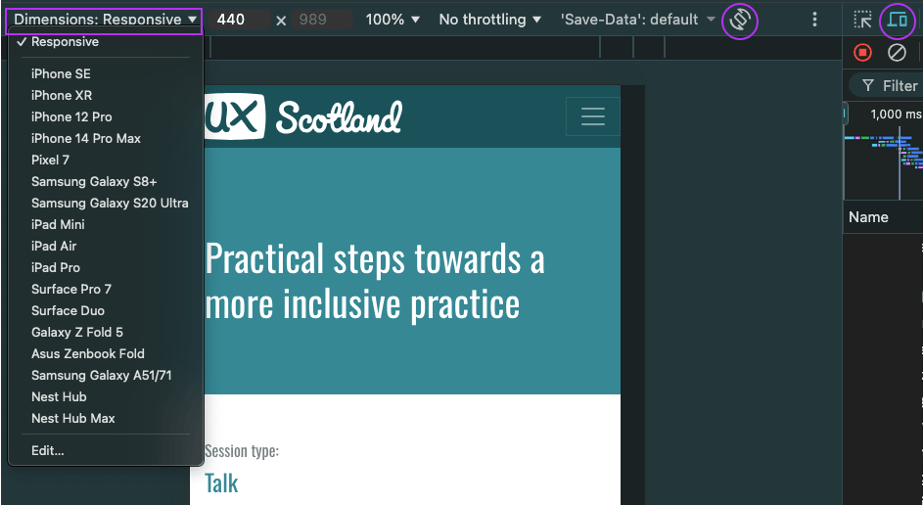 Dimensions: Responsive ▼ 440 × 989 100% ▼ No throttling ▼ 'Save-Data': default ▼
✓ Responsive
iPhone SE
iPhone XR
iPhone 12 Pro
iPhone 14 Pro Max
Pixel 7
Samsung Galaxy S8+
Samsung Galaxy S20 Ultra
iPad Mini
iPad Air
iPad Pro
Surface Pro 7
Surface Duo
Galaxy Z Fold 5
Asus Zenbook Fold
Samsung Galaxy A51/71
Nest Hub
Nest Hub Max
Edit...
UX Scotland
Practical steps towards a
more inclusive practice
Session type:
Talk
Filter
1,000 ms
Name